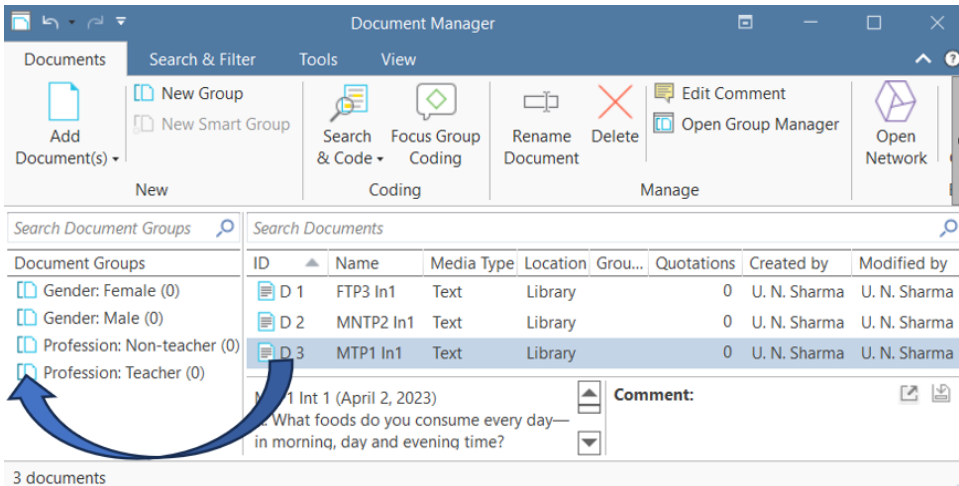 Document Manager
Documents Search & Filter Tools View
Add Document(s)
New Group
New Smart Group
New
Search & Code
Focus Group Coding
Coding
Rename Document
Delete
Edit Comment
Open Group Manager
Manage
Open Network
Search Document Groups
Document Groups
Gender: Female (0)
Gender: Male (0)
Profession: Non-teacher (0)
Profession: Teacher (0)
Search Documents
ID Name Media Type Location Grou... Quotations Created by Modified by
D 1 FTP3 In1 Text Library 0 U. N. Sharma U. N. Sharma
D 2 MNTP2 In1 Text Library 0 U. N. Sharma U. N. Sharma
D 3 MTP1 In1 Text Library 0 U. N. Sharma U. N. Sharma
1 Int 1 (April 2, 2023)
What foods do you consume every day—
in morning, day and evening time?
Comment:
3 documents